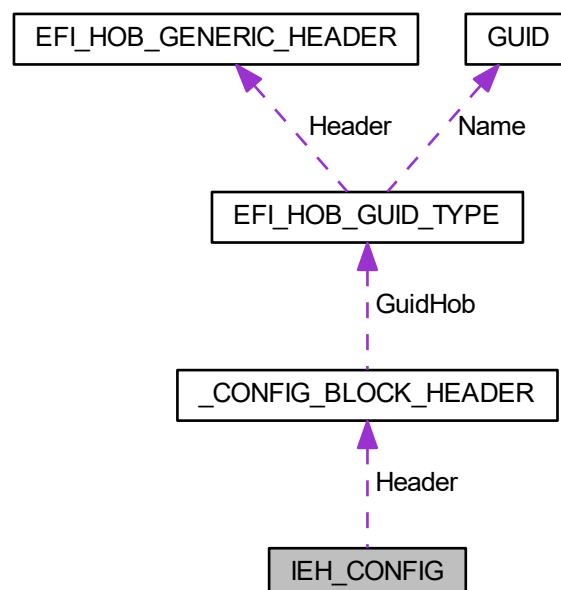 EFI_HOB_GENERIC_HEADER
GUID
Header
Name
EFI_HOB_GUID_TYPE
GuidHob
_CONFIG_BLOCK_HEADER
Header
IEH_CONFIG